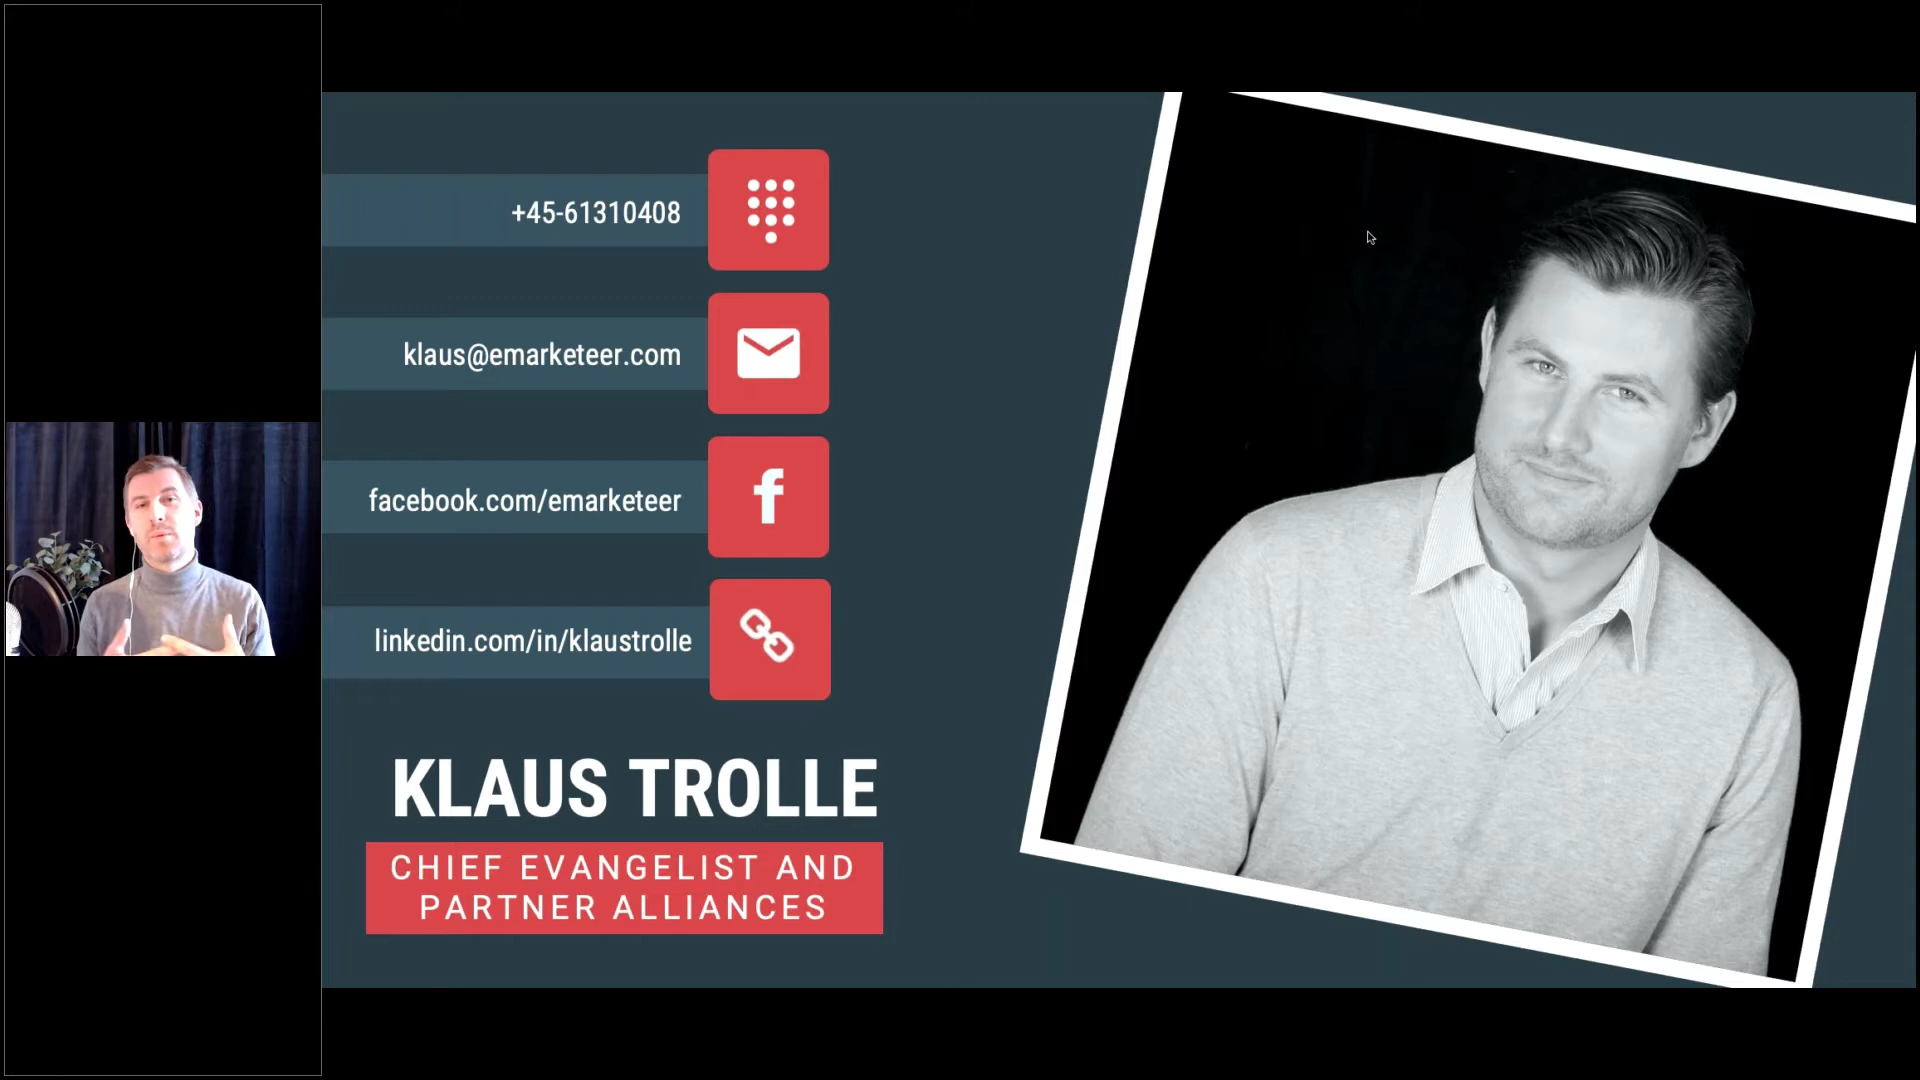 +45-61310408
klaus@emarketeer.com
facebook.com/emarketeer
linkedin.com/in/klaustrolle
KLAUS TROLLE
CHIEF EVANGELIST AND
PARTNER ALLIANCES